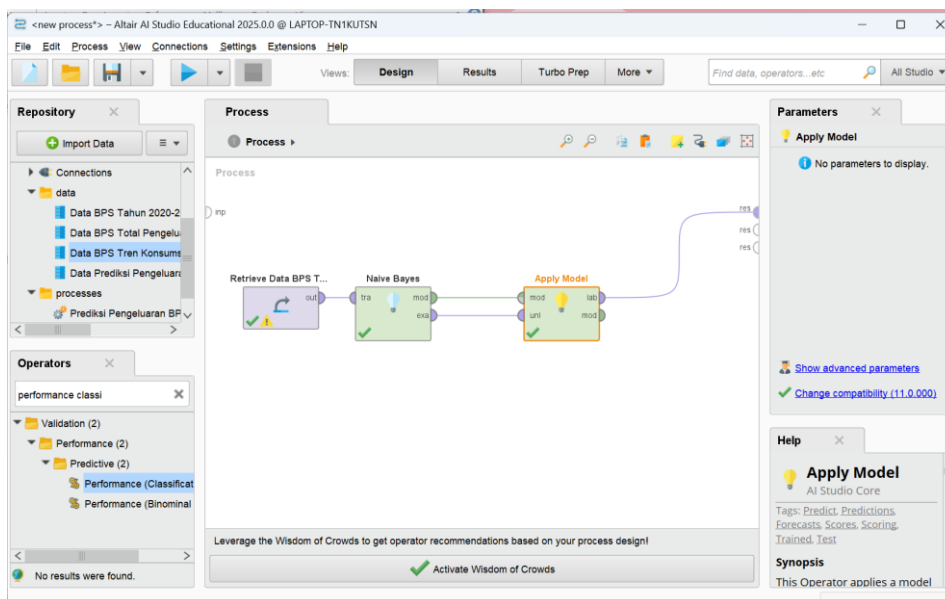 <new process*> – Altair AI Studio Educational 2025.0.0 @ LAPTOP-TN1KUTSN
File Edit Process View Connections Settings Extensions Help
Views: Design Results Turbo Prep More
Find data, operators...etc
All Studio
Repository
Import Data
Connections
data
Data BPS Tahun 2020-2
Data BPS Total Pengelu
Data BPS Tren Konsums
Data Prediksi Pengeluara
processes
Prediksi Pengeluaran BP
Operators
performance classi
Validation (2)
Performance (2)
Predictive (2)
Performance (Classificat
Performance (Binominal
No results were found.
Process
Process
Process
inp
res
res
res
Retrieve Data BPS T...
out
Naive Bayes
tra mod
exa
Apply Model
mod lab
unl mod
Leverage the Wisdom of Crowds to get operator recommendations based on your process design!
Activate Wisdom of Crowds
Parameters
Apply Model
No parameters to display.
Show advanced parameters
Change compatibility (11.0.000)
Help
Apply Model
AI Studio Core
Tags: Predict, Predictions,
Forecasts, Scores, Scoring,
Trained, Test
Synopsis
This Operator applies a model